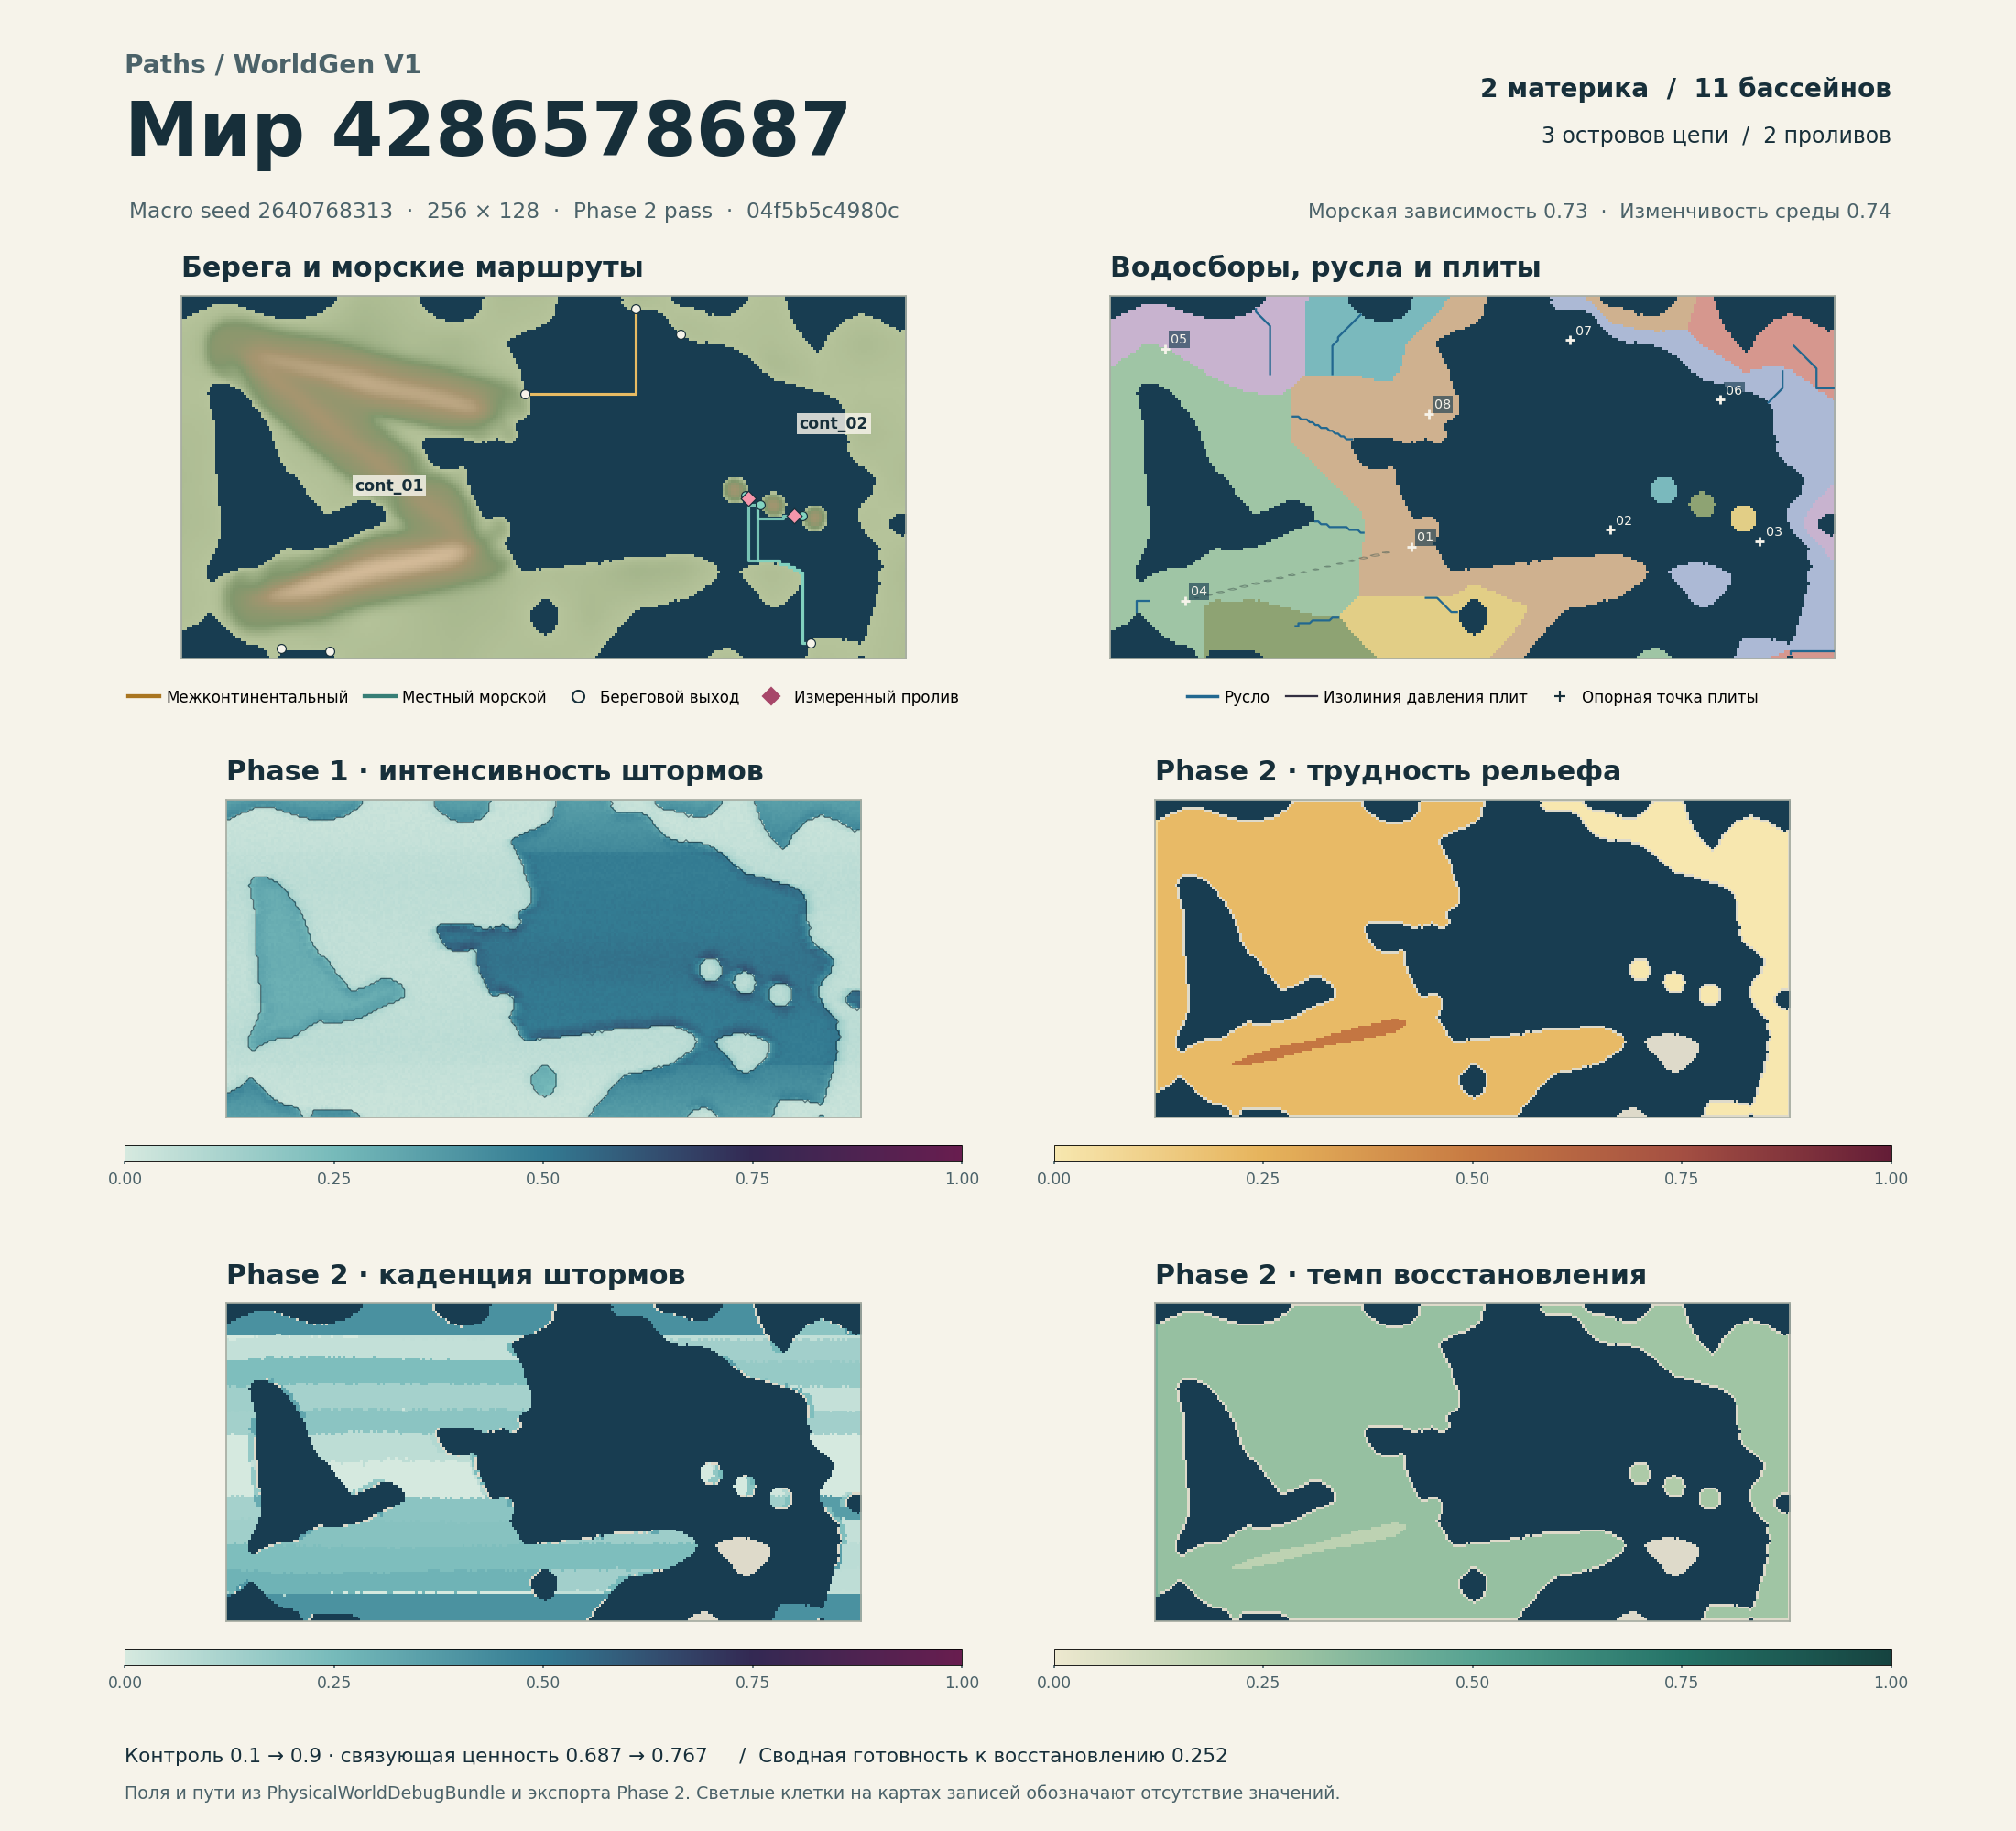 Paths / WorldGen V1
Мир 4286578687
2 материка / 11 бассейнов
3 островов цепи / 2 проливов
Macro seed 2640768313 · 256 × 128 · Phase 2 pass · 04f5b5c4980c
Морская зависимость 0.73 · Изменчивость среды 0.74
Берега и морские маршруты
cont_02
cont_01
Межконтинентальный
Местный морской
Береговой выход
Измеренный пролив
Водосборы, русла и плиты
07
05
06
08
02
03
01
04
Русло
Изолиния давления плит
Опорная точка плиты
Phase 1 · интенсивность штормов
0.00 0.25 0.50 0.75 1.00
Phase 2 · трудность рельефа
0.00 0.25 0.50 0.75 1.00
Phase 2 · каденция штормов
0.00 0.25 0.50 0.75 1.00
Phase 2 · темп восстановления
0.00 0.25 0.50 0.75 1.00
Контроль 0.1 → 0.9 · связующая ценность 0.687 → 0.767 / Сводная готовность к восстановлению 0.252
Поля и пути из PhysicalWorldDebugBundle и экспорта Phase 2. Светлые клетки на картах записей обозначают отсутствие значений.